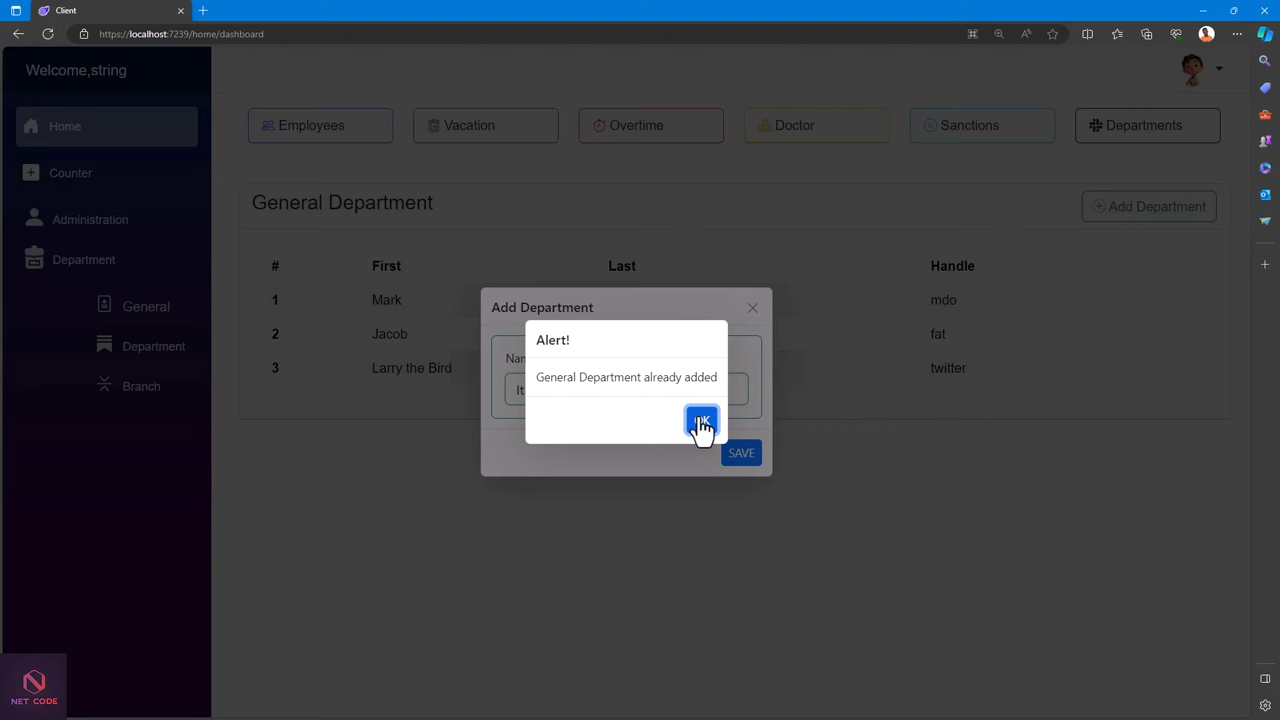 Client
https://localhost:7239/home/dashboard
Welcome,string
Home
Counter
Administration
Department
General
Department
Branch
Employees
Vacation
Overtime
Doctor
Sanctions
Departments
General Department
Add Department
# First Last Handle
1 Mark mdo
2 Jacob fat
3 Larry the Bird twitter
Add Department
It
SAVE
Alert!
General Department already added
NET CODE